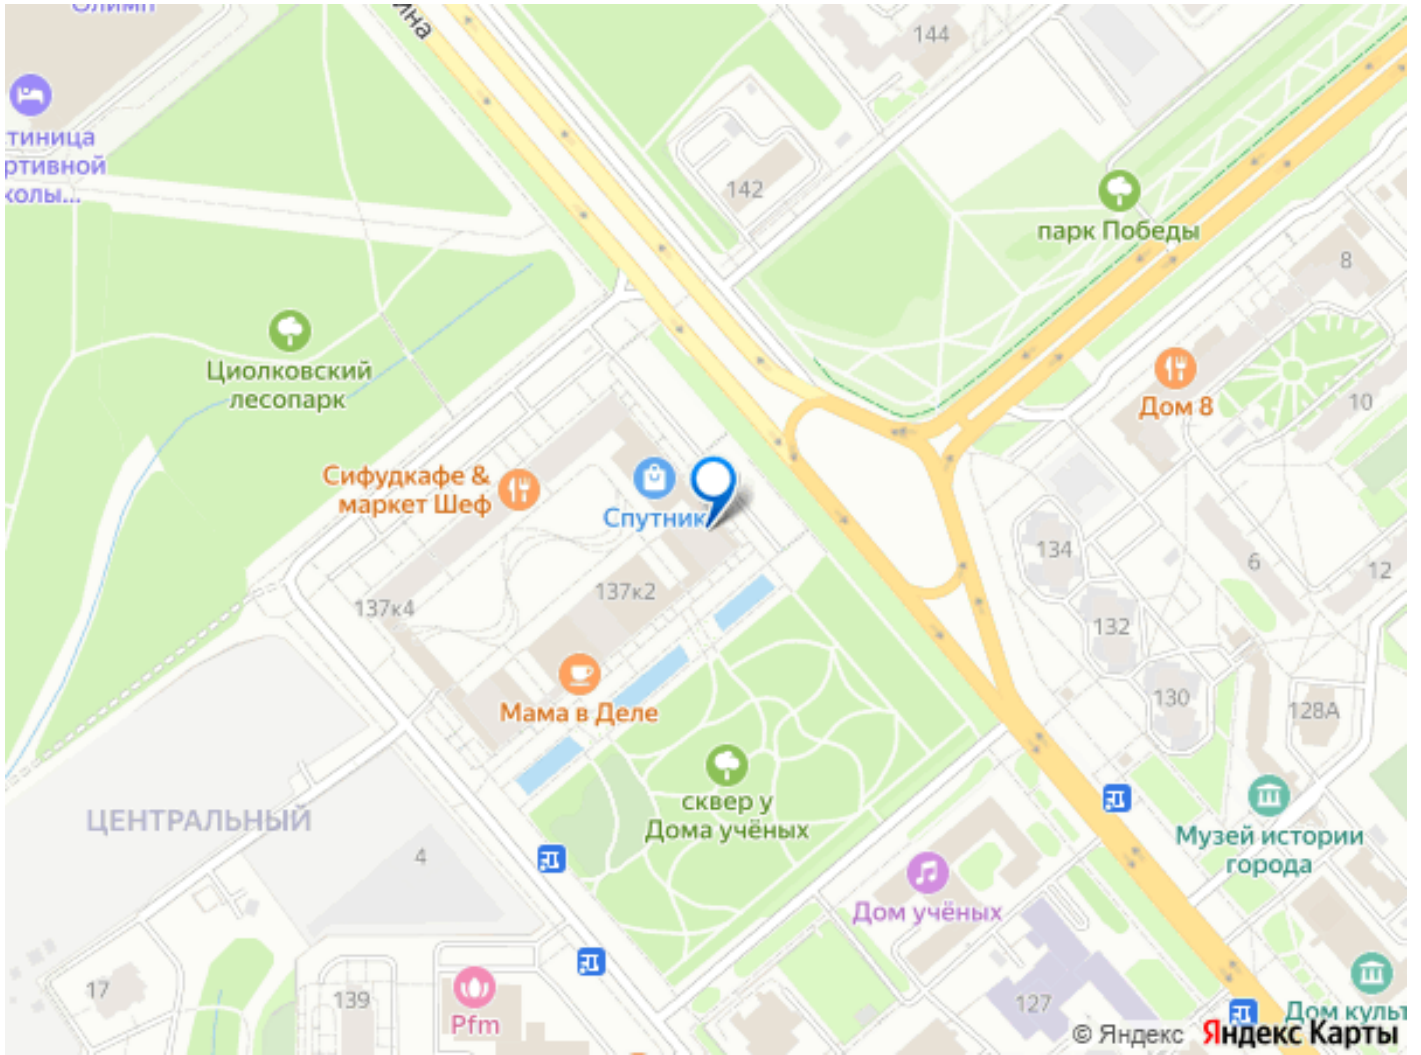 144
тиница
ртивной
колы...
142
парк Победы
8
Циолковский
лесопарк
Дом 8
10
Сифудкафе &
маркет Шеф
Спутник
134
6
12
137к2
137к4
132
Мама в Деле
130
128А
сквер у
Дома учёных
ЦЕНТРАЛЬНЫЙ
4
Музей истории
города
Дом учёных
17
139
Pfm
127
Дом культ
© Яндекс Яндекс Карты